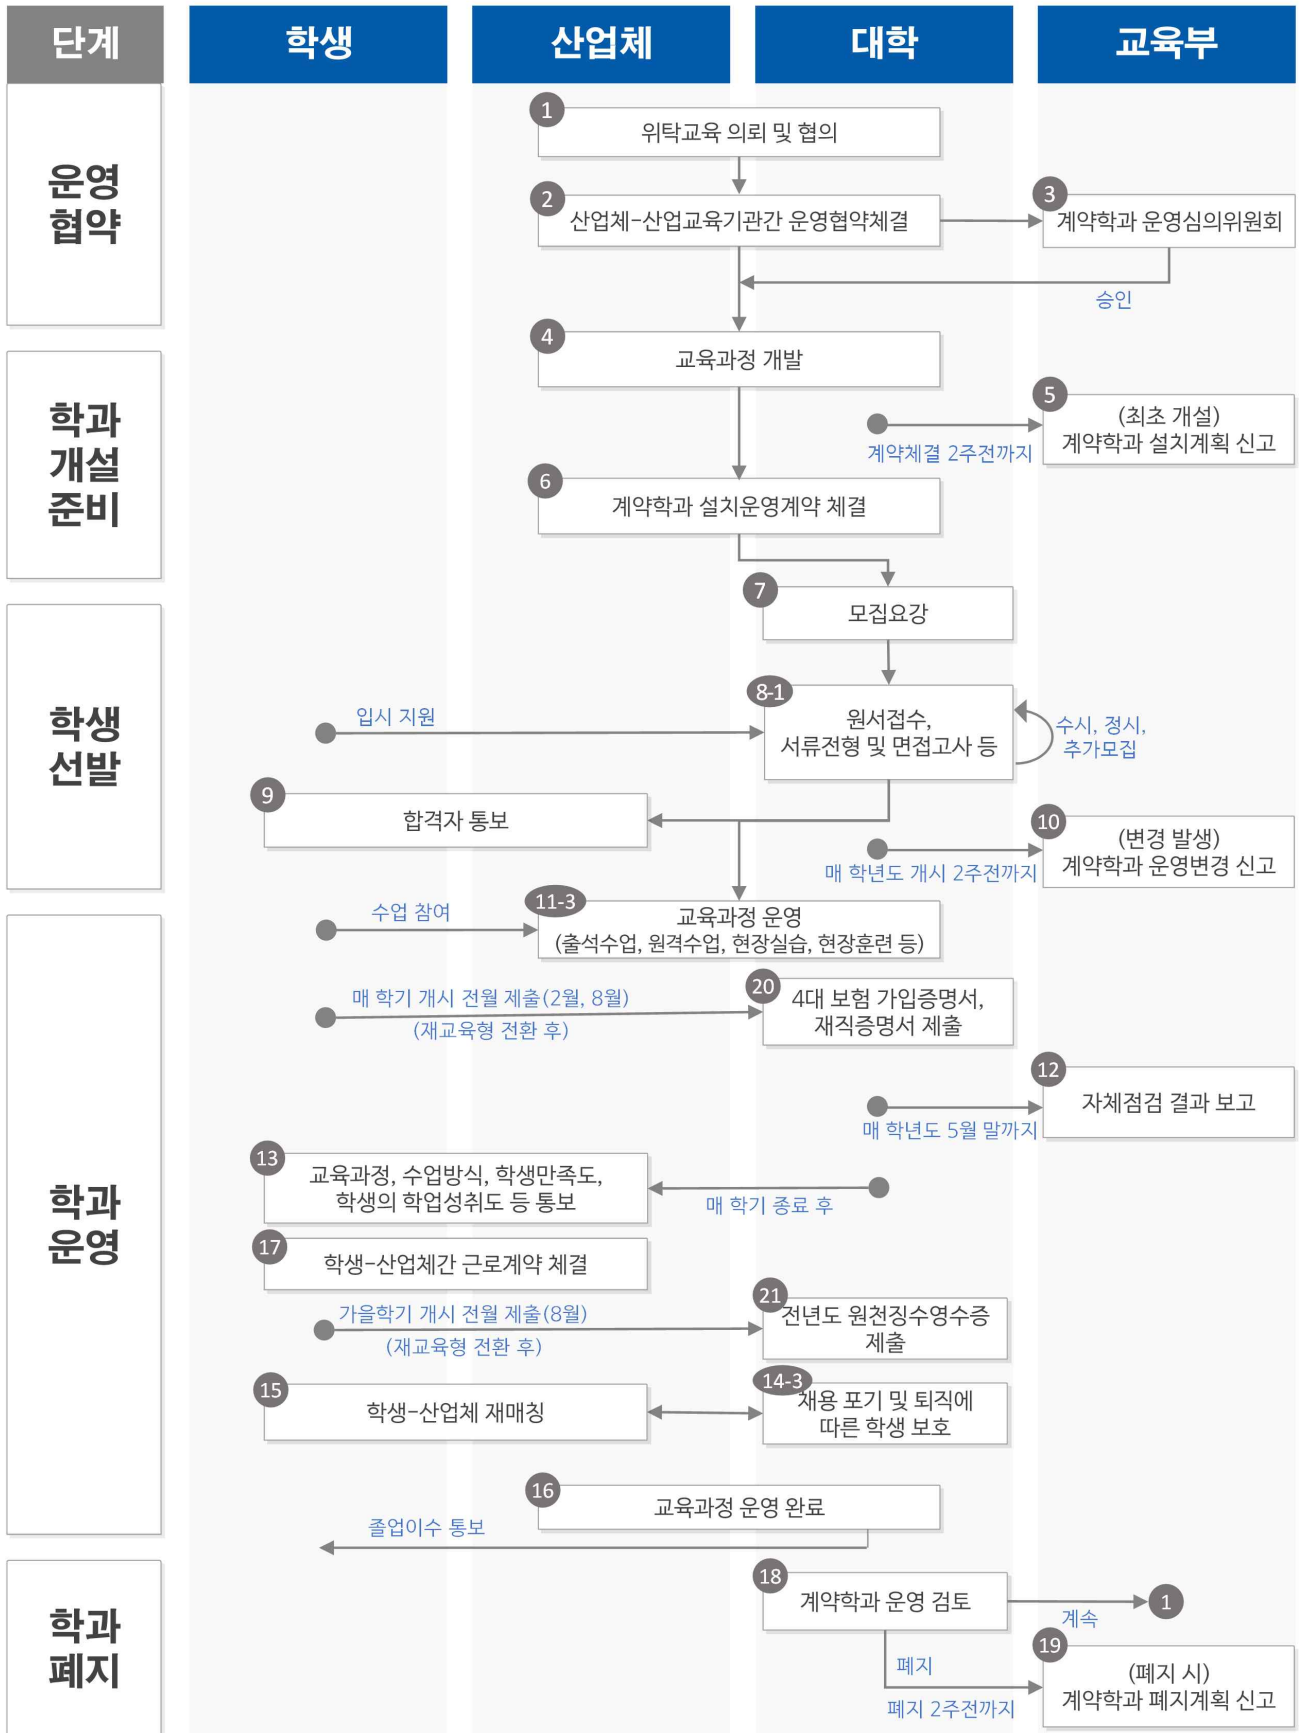 단계
학생
산업체
대학
교육부
운영
협약
1
위탁교육 의뢰 및 협의
2
산업체-산업교육기관간 운영협약체결
3
계약학과 운영심의위원회
승인
학과
개설
준비
4
교육과정 개발
5
(최초 개설)
계약학과 설치계획 신고
계약체결 2주전까지
6
계약학과 설치운영계약 체결
학생
선발
7
모집요강
8-1
원서접수,
서류전형 및 면접고사 등
입시 지원
수시, 정시,
추가모집
9
합격자 통보
10
(변경 발생)
계약학과 운영변경 신고
매 학년도 개시 2주전까지
학과
운영
11-3
교육과정 운영
(출석수업, 원격수업, 현장실습, 현장훈련 등)
수업 참여
20
4대 보험 가입증명서,
재직증명서 제출
매 학기 개시 전월 제출(2월, 8월)
(재교육형 전환 후)
12
자체점검 결과 보고
매 학년도 5월 말까지
13
교육과정, 수업방식, 학생만족도,
학생의 학업성취도 등 통보
매 학기 종료 후
17
학생-산업체간 근로계약 체결
21
전년도 원천징수영수증
제출
가을학기 개시 전월 제출(8월)
(재교육형 전환 후)
15
학생-산업체 재매칭
14-3
채용 포기 및 퇴직에
따른 학생 보호
16
교육과정 운영 완료
졸업이수 통보
학과
폐지
18
계약학과 운영 검토
계속
1
폐지
폐지 2주전까지
19
(폐지 시)
계약학과 폐지계획 신고